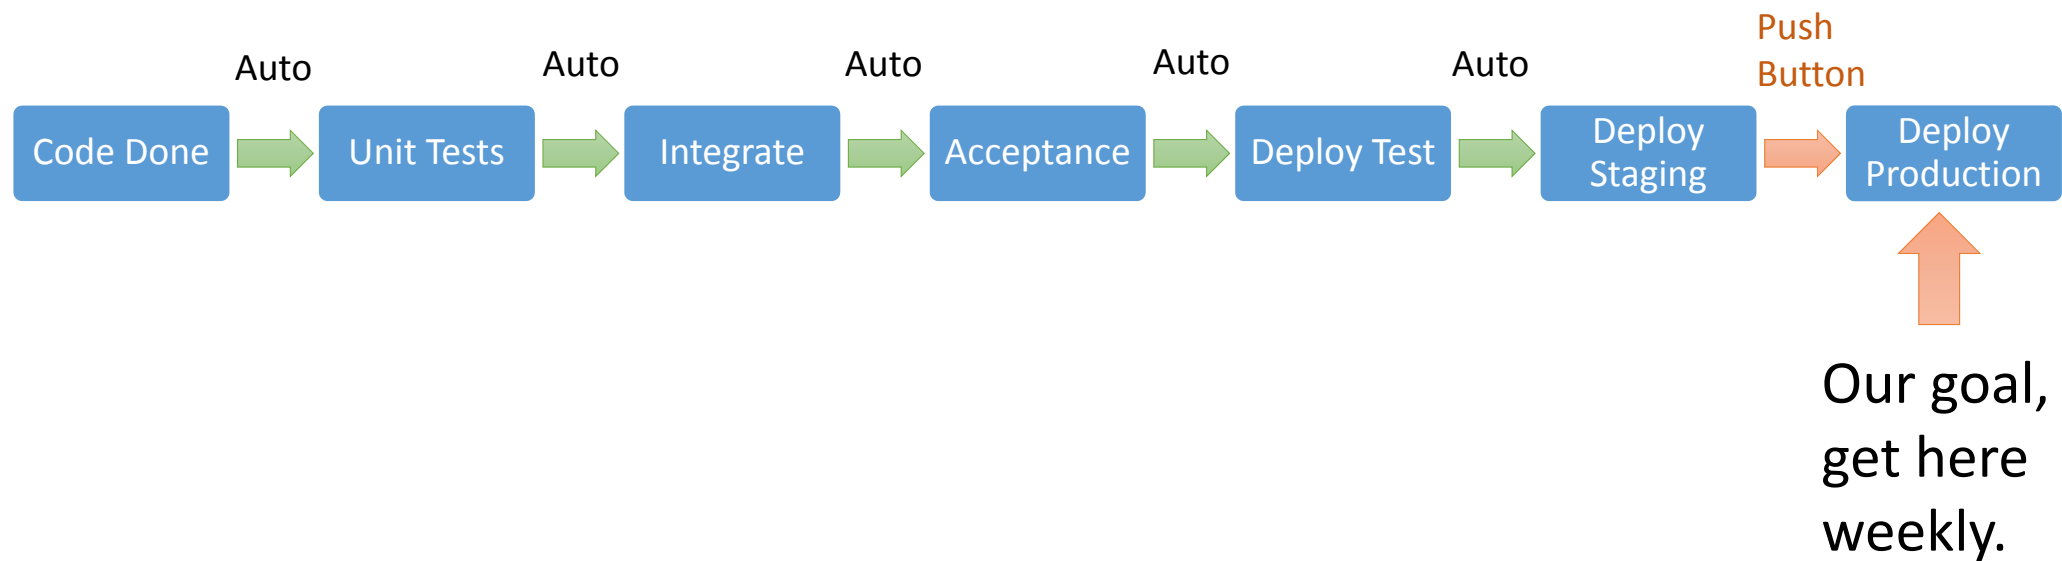 Auto
Auto
Auto
Auto
Auto
Push
Button
Code Done
Unit Tests
Integrate
Acceptance
Deploy Test
Deploy
Staging
Deploy
Production
Our goal,
get here
weekly.